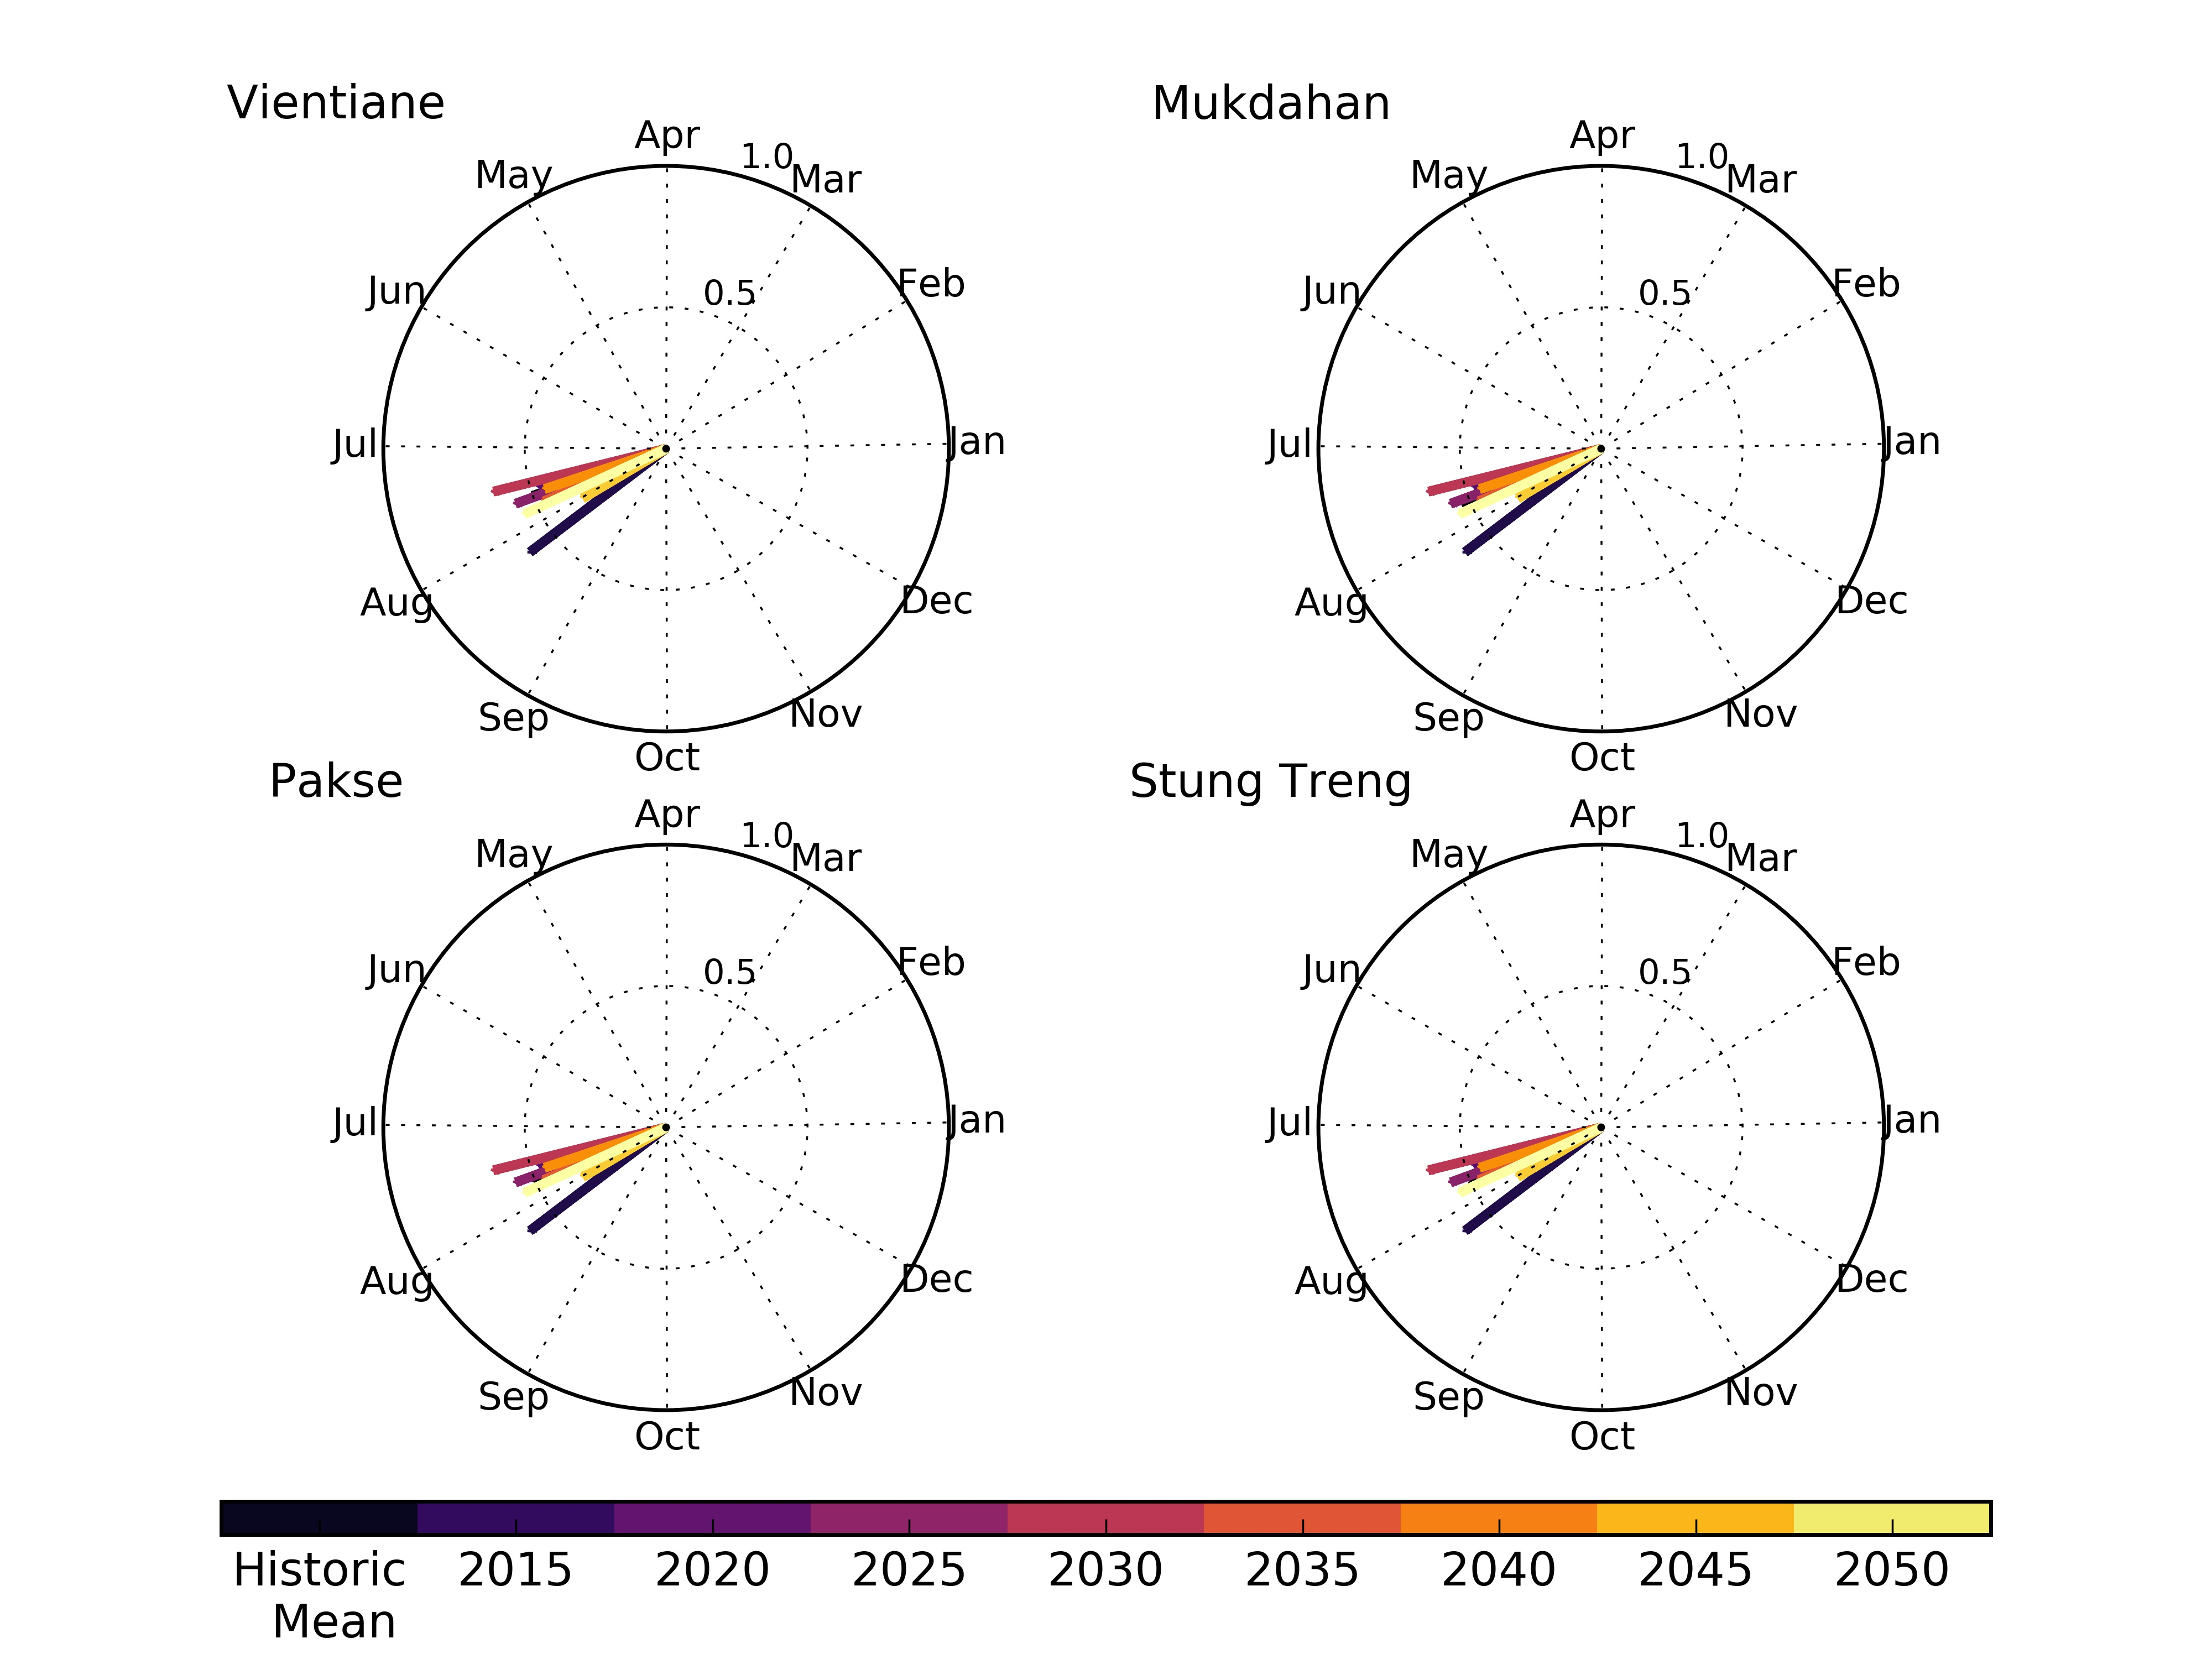 Vientiane
Apr
1.0
Mar
May
Feb
Jun
0.5
Jan
Jul
Dec
Aug
Nov
Sep
Oct
Mukdahan
Apr
1.0
Mar
May
Feb
Jun
0.5
Jan
Jul
Dec
Aug
Nov
Sep
Oct
Pakse
Apr
1.0
Mar
May
Feb
Jun
0.5
Jan
Jul
Dec
Aug
Nov
Sep
Oct
Stung Treng
Apr
1.0
Mar
May
Feb
Jun
0.5
Jan
Jul
Dec
Aug
Nov
Sep
Oct
Historic
Mean
2015
2020
2025
2030
2035
2040
2045
2050